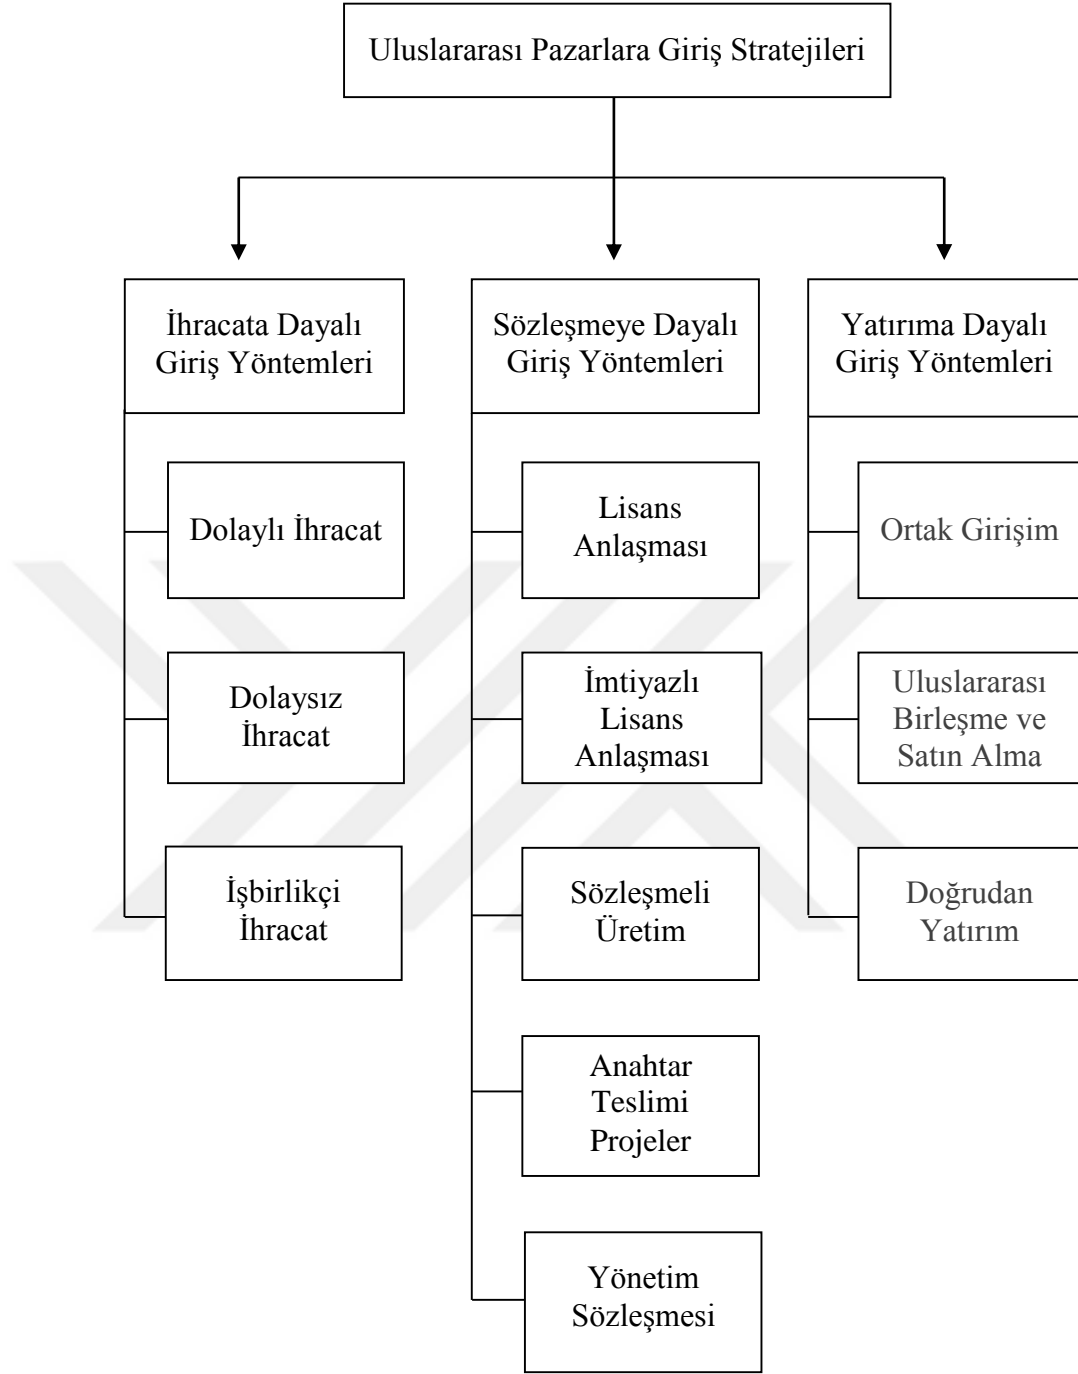 Uluslararası Pazarlara Giriş Stratejileri
İhracata Dayalı
Giriş Yöntemleri
Dolaylı İhracat
Dolaysız
İhracat
İşbirlikçi
İhracat
Sözleşmeye Dayalı
Giriş Yöntemleri
Lisans
Anlaşması
İmtiyazlı
Lisans
Anlaşması
Sözleşmeli
Üretim
Anahtar
Teslimi
Projeler
Yönetim
Sözleşmesi
Yatırıma Dayalı
Giriş Yöntemleri
Ortak Girişim
Uluslararası
Birleşme ve
Satın Alma
Doğrudan
Yatırım